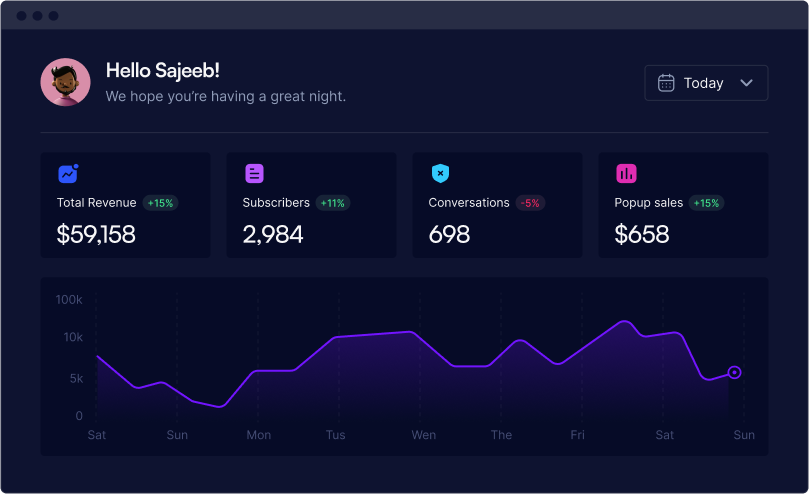 Hello Sajeeb!
We hope you're having a great night.
Today
Total Revenue +15%
$59,158
Subscribers +11%
2,984
Conversations -5%
698
Popup sales +15%
$658
100k
10k
5k
0
Sat Sun Mon Tus Wen The Fri Sat Sun